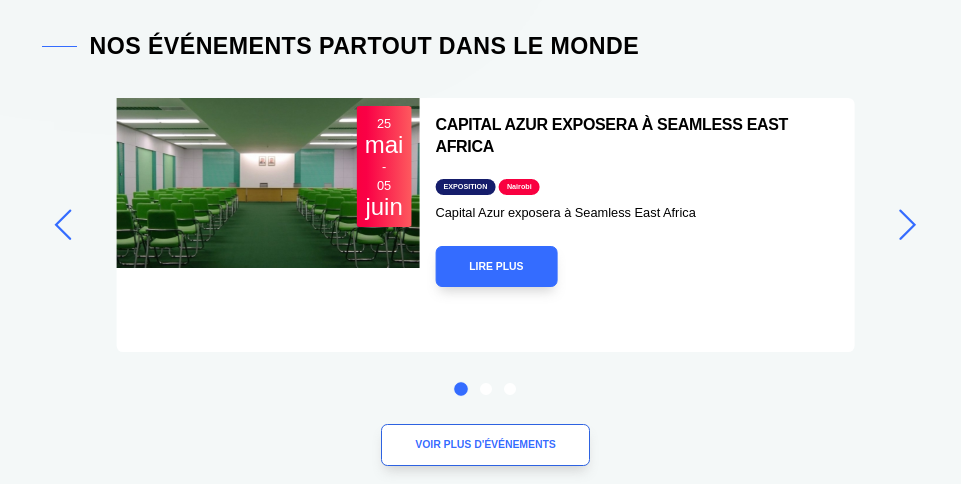 NOS ÉVÉNEMENTS PARTOUT DANS LE MONDE
25
mai
-
05
juin
CAPITAL AZUR EXPOSERA À SEAMLESS EAST
AFRICA
EXPOSITION Nairobi
Capital Azur exposera à Seamless East Africa
LIRE PLUS
VOIR PLUS D'ÉVÉNEMENTS